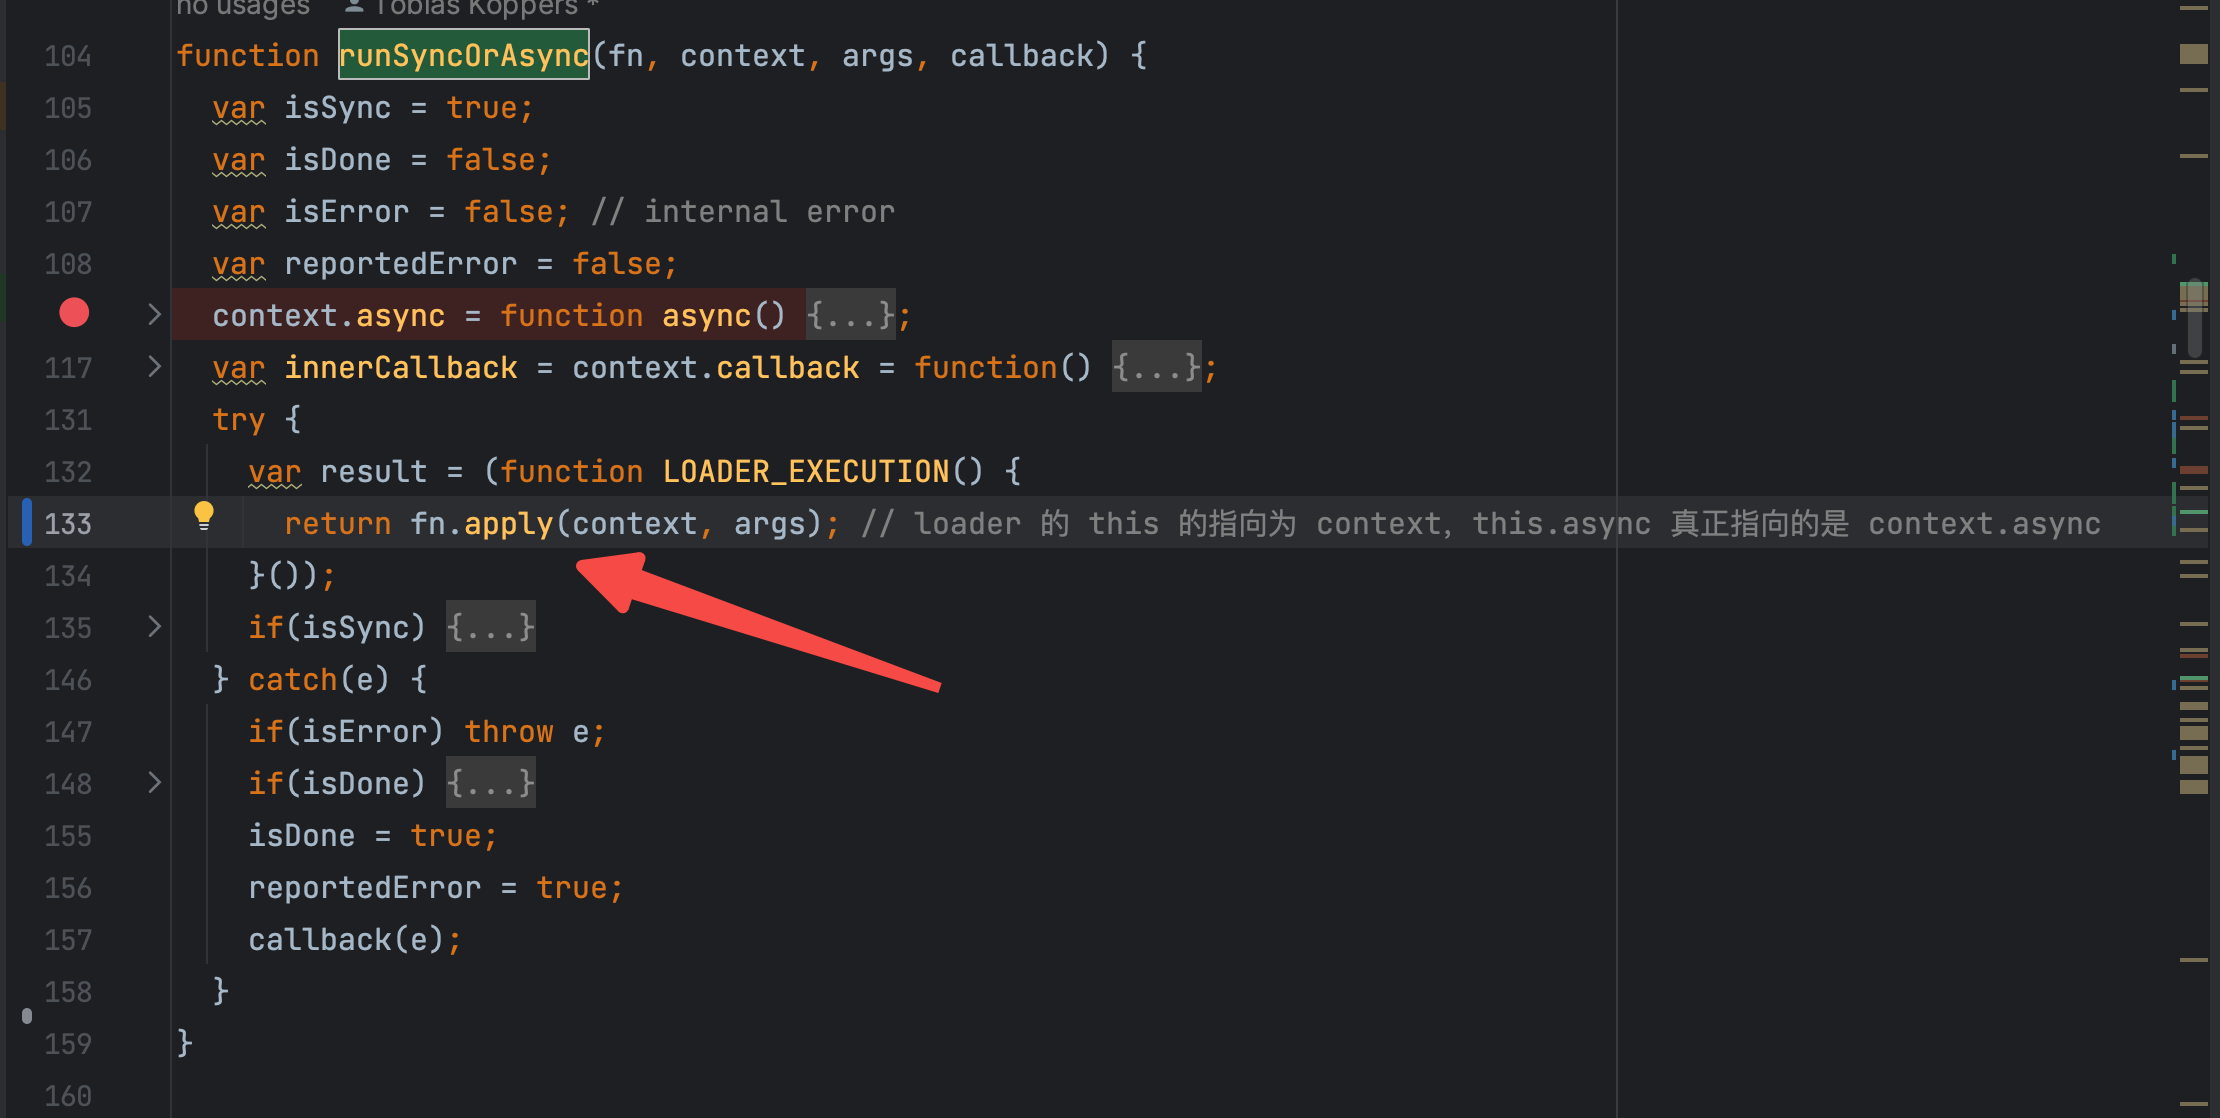 no usages Tobias Koppers *
104 function runSyncOrAsync(fn, context, args, callback) {
105 var isSync = true;
106 var isDone = false;
107 var isError = false; // internal error
108 var reportedError = false;
context.async = function async() {...};
117 var innerCallback = context.callback = function() {...};
131 try {
132 var result = (function LOADER_EXECUTION() {
133 return fn.apply(context, args); // loader 的 this 的指向为 context, this.async 真正指向的是 context.async
134 }());
135 if(isSync) {...}
146 } catch(e) {
147 if(isError) throw e;
148 if(isDone) {...}
155 isDone = true;
156 reportedError = true;
157 callback(e);
158 }
159 }
160